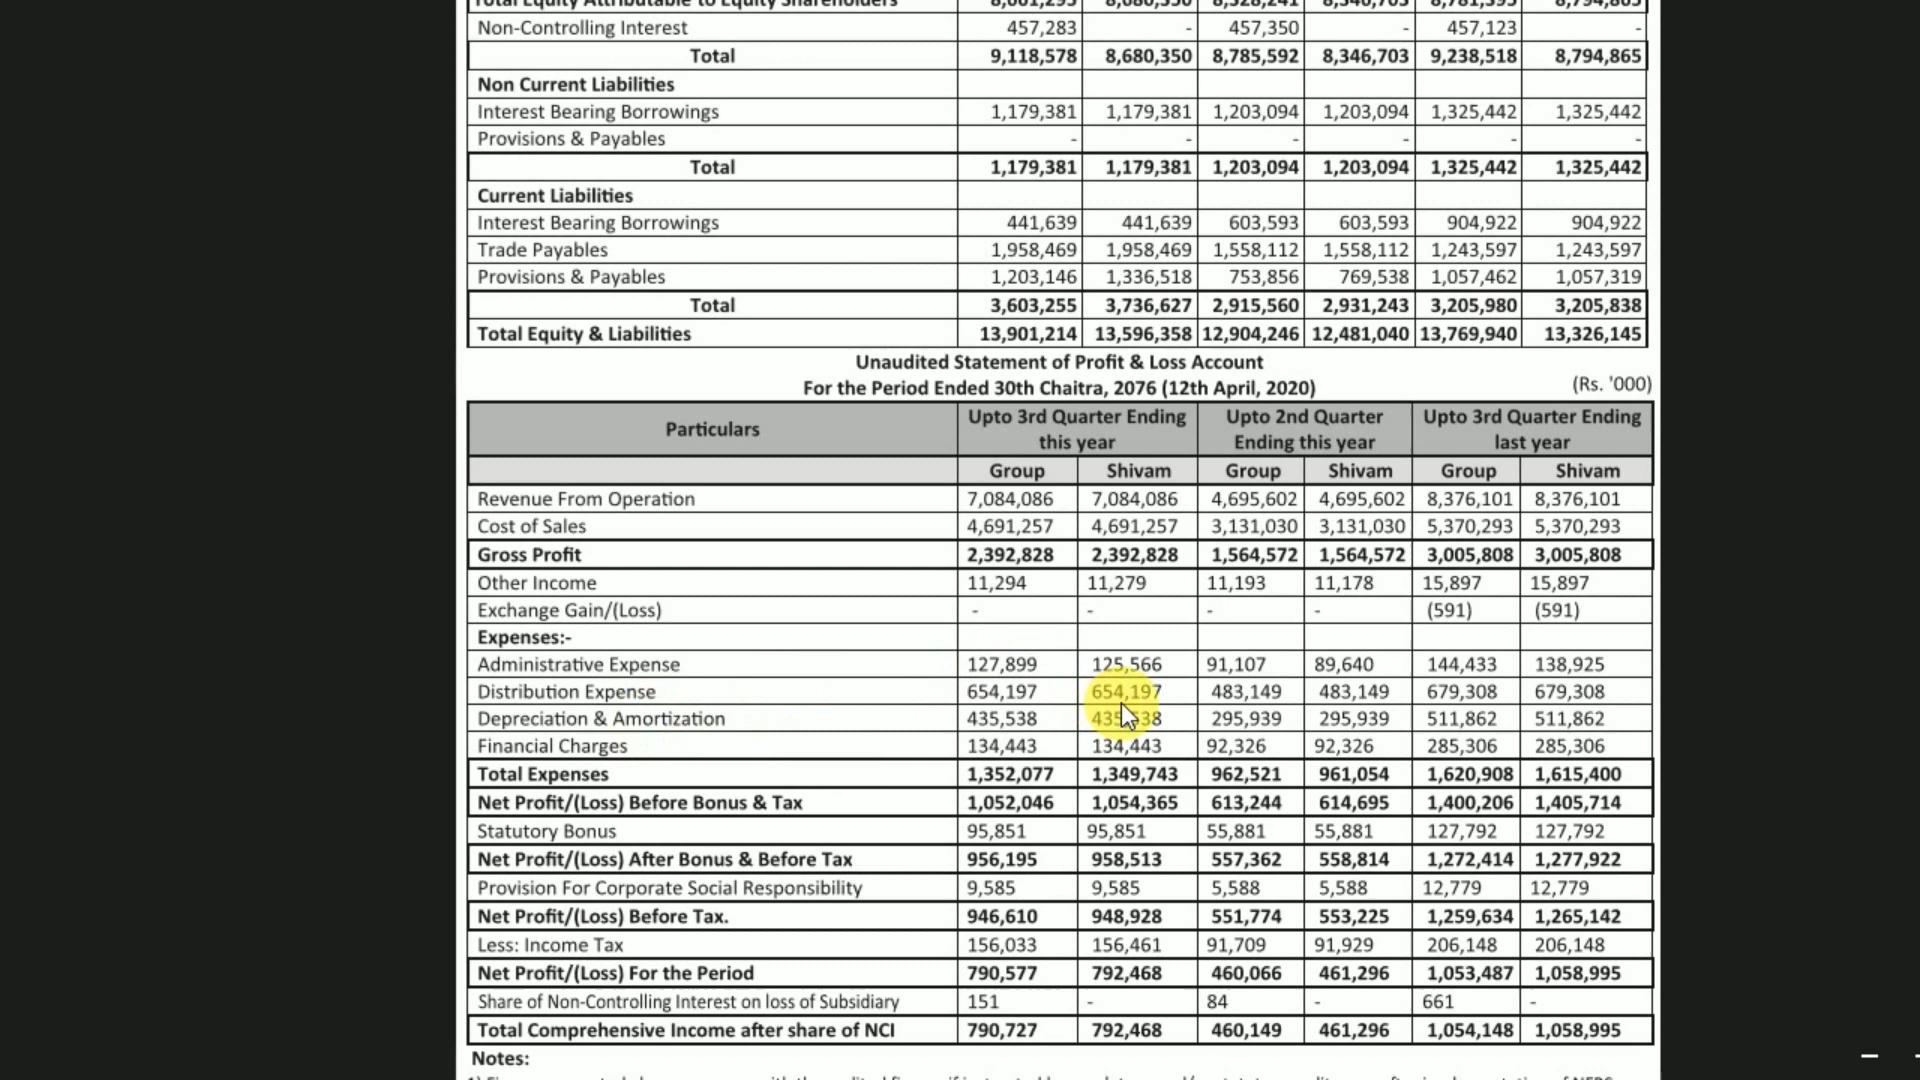 Total Equity Attributable to Equity Shareholders 8,661,295 8,680,350 8,328,241 8,346,703 8,781,395 8,794,865
Non-Controlling Interest 457,283 - 457,350 - 457,123 -
Total 9,118,578 8,680,350 8,785,592 8,346,703 9,238,518 8,794,865
Non Current Liabilities
Interest Bearing Borrowings 1,179,381 1,179,381 1,203,094 1,203,094 1,325,442 1,325,442
Provisions & Payables - - - - - -
Total 1,179,381 1,179,381 1,203,094 1,203,094 1,325,442 1,325,442
Current Liabilities
Interest Bearing Borrowings 441,639 441,639 603,593 603,593 904,922 904,922
Trade Payables 1,958,469 1,958,469 1,558,112 1,558,112 1,243,597 1,243,597
Provisions & Payables 1,203,146 1,336,518 753,856 769,538 1,057,462 1,057,319
Total 3,603,255 3,736,627 2,915,560 2,931,243 3,205,980 3,205,838
Total Equity & Liabilities 13,901,214 13,596,358 12,904,246 12,481,040 13,769,940 13,326,145
Unaudited Statement of Profit & Loss Account
For the Period Ended 30th Chaitra, 2076 (12th April, 2020) (Rs. '000)
Particulars Upto 3rd Quarter Ending this year Upto 2nd Quarter Ending this year Upto 3rd Quarter Ending last year
Group Shivam Group Shivam Group Shivam
Revenue From Operation 7,084,086 7,084,086 4,695,602 4,695,602 8,376,101 8,376,101
Cost of Sales 4,691,257 4,691,257 3,131,030 3,131,030 5,370,293 5,370,293
Gross Profit 2,392,828 2,392,828 1,564,572 1,564,572 3,005,808 3,005,808
Other Income 11,294 11,279 11,193 11,178 15,897 15,897
Exchange Gain/(Loss) - - - - (591) (591)
Expenses:-
Administrative Expense 127,899 125,566 91,107 89,640 144,433 138,925
Distribution Expense 654,197 654,197 483,149 483,149 679,308 679,308
Depreciation & Amortization 435,538 435,538 295,939 295,939 511,862 511,862
Financial Charges 134,443 134,443 92,326 92,326 285,306 285,306
Total Expenses 1,352,077 1,349,743 962,521 961,054 1,620,908 1,615,400
Net Profit/(Loss) Before Bonus & Tax 1,052,046 1,054,365 613,244 614,695 1,400,206 1,405,714
Statutory Bonus 95,851 95,851 55,881 55,881 127,792 127,792
Net Profit/(Loss) After Bonus & Before Tax 956,195 958,513 557,362 558,814 1,272,414 1,277,922
Provision For Corporate Social Responsibility 9,585 9,585 5,588 5,588 12,779 12,779
Net Profit/(Loss) Before Tax. 946,610 948,928 551,774 553,225 1,259,634 1,265,142
Less: Income Tax 156,033 156,461 91,709 91,929 206,148 206,148
Net Profit/(Loss) For the Period 790,577 792,468 460,066 461,296 1,053,487 1,058,995
Share of Non-Controlling Interest on loss of Subsidiary 151 - 84 - 661 -
Total Comprehensive Income after share of NCI 790,727 792,468 460,149 461,296 1,054,148 1,058,995
Notes: